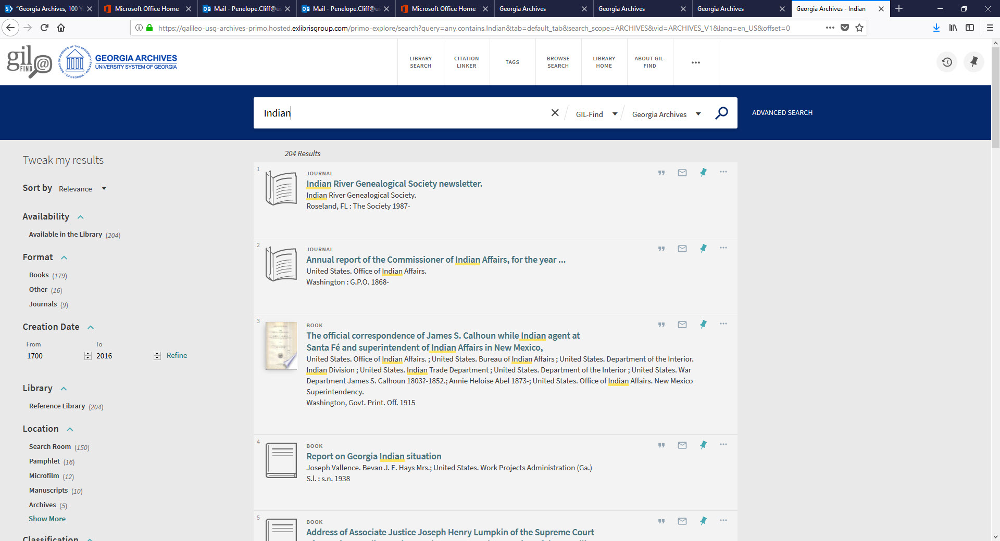 "Georgia Archives, 100 Y
Microsoft Office Home
Mail - Penelope.Cliff@us
Mail - Penelope.Cliff@us
Microsoft Office Home
Georgia Archives
Georgia Archives
Georgia Archives
Georgia Archives - Indian
https://galileo-usg-archives-primo.hosted.exlibrisgroup.com/primo-explore/search?query=any,contains,Indian&tab=default_tab&search_scope=ARCHIVES&vid=ARCHIVES_V1&lang=en_US&offset=0
gil@
FIND
BOARD OF REGENTS OF THE UNIVERSITY SYSTEM OF GEORGIA
GEORGIA ARCHIVES
UNIVERSITY SYSTEM OF GEORGIA
LIBRARY
SEARCH
CITATION
LINKER
TAGS
BROWSE
SEARCH
LIBRARY
HOME
ABOUT GIL-
FIND
Indian
GIL-Find
Georgia Archives
ADVANCED SEARCH
Tweak my results
Sort by Relevance
Availability
Available in the Library (204)
Format
Books (179)
Other (16)
Journals (9)
Creation Date
From To
1700 2016 Refine
Library
Reference Library (204)
Location
Search Room (150)
Pamphlet (16)
Microfilm (12)
Manuscripts (10)
Archives (5)
Show More
Classification
204 Results
1
JOURNAL
Indian River Genealogical Society newsletter.
Indian River Genealogical Society.
Roseland, FL : The Society 1987-
2
JOURNAL
Annual report of the Commissioner of Indian Affairs, for the year ...
United States. Office of Indian Affairs.
Washington : G.P.O. 1868-
3
BOOK
The official correspondence of James S. Calhoun while Indian agent at
Santa Fé and superintendent of Indian Affairs in New Mexico,
United States. Office of Indian Affairs. ; United States. Bureau of Indian Affairs ; United States. Department of the Interior.
Indian Division ; United States. Indian Trade Department ; United States. Department of the Interior ; United States. War
Department James S. Calhoun 1803?-1852.; Annie Heloise Abel 1873-; United States. Office of Indian Affairs. New Mexico
Superintendency.
Washington, Govt. Print. Off. 1915
4
BOOK
Report on Georgia Indian situation
Joseph Vallence. Bevan J. E. Hays Mrs.; United States. Work Projects Administration (Ga.)
S.l. : s.n. 1938
5
BOOK
Address of Associate Justice Joseph Henry Lumpkin of the Supreme Court